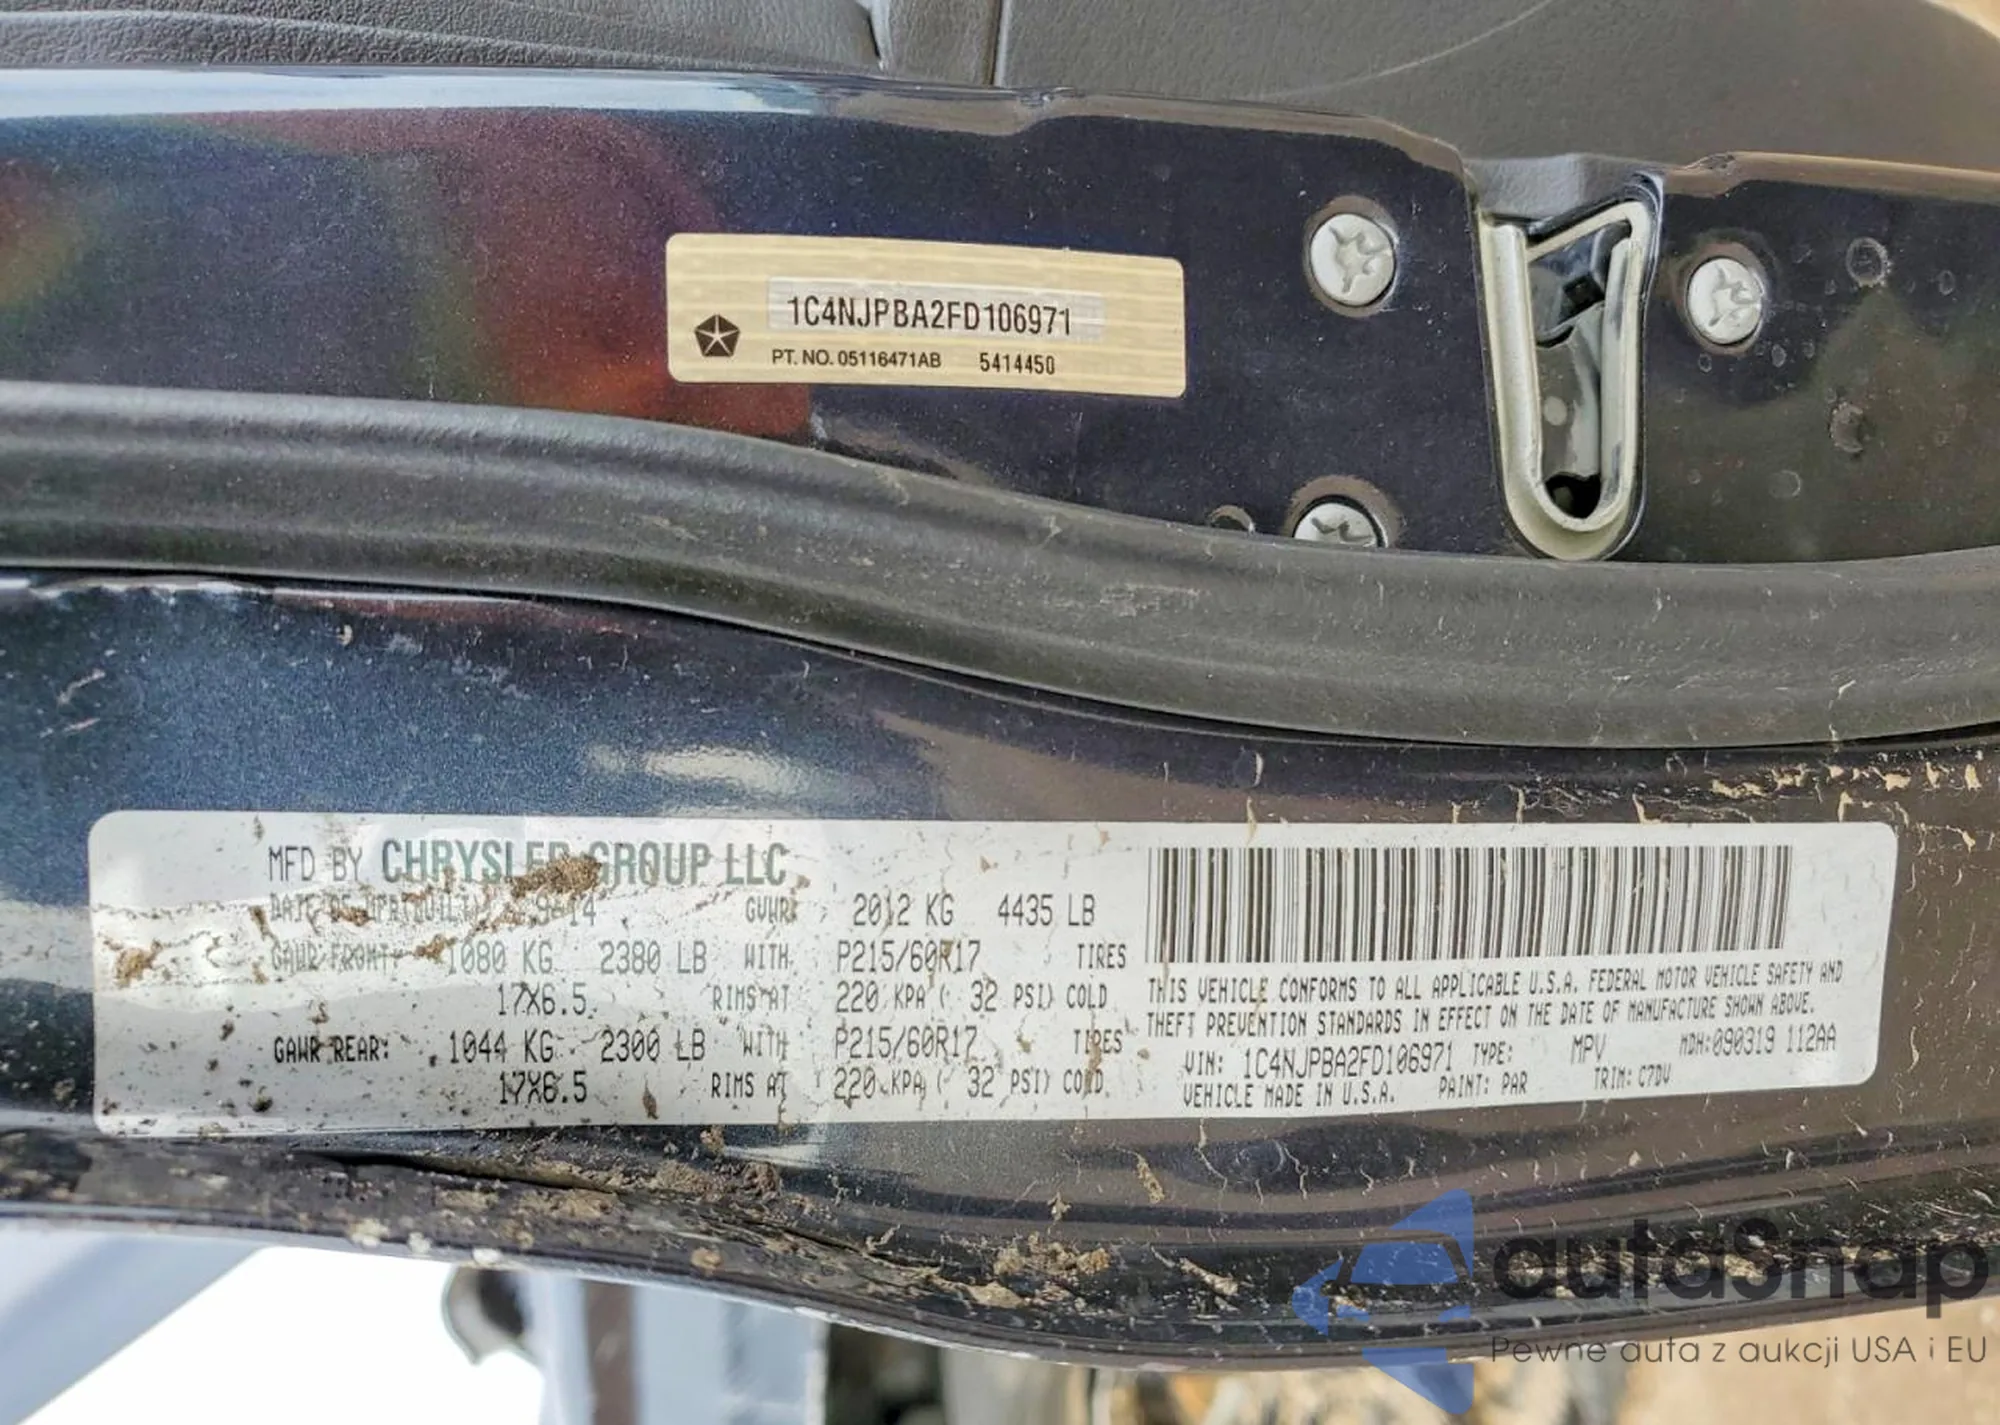 1C4NJPBA2FD106971
PT. NO. 05116471AB 5414450
MFD BY CHRYSLER GROUP LLC
DATE OF MFR 9-14 GVWR: 2012 KG 4435 LB
GAWR FRONT: 1080 KG 2380 LB WITH P215/60R17 TIRES
17X6.5 RIMS AT 220 KPA ( 32 PSI) COLD
GAWR REAR: 1044 KG 2300 LB WITH P215/60R17 TIRES
17X6.5 RIMS AT 220 KPA ( 32 PSI) COLD
THIS VEHICLE CONFORMS TO ALL APPLICABLE U.S.A. FEDERAL MOTOR VEHICLE SAFETY AND
THEFT PREVENTION STANDARDS IN EFFECT ON THE DATE OF MANUFACTURE SHOWN ABOVE.
VIN: 1C4NJPBA2FD106971 TYPE: MPV MDH:090319 112AA
VEHICLE MADE IN U.S.A. PAINT: PAR TRIM: C7DV
autaSnap
Pewne auta z aukcji USA i EU